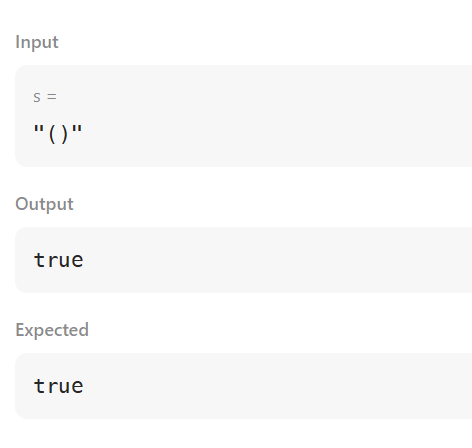 Input
s =
"()"
Output
true
Expected
true